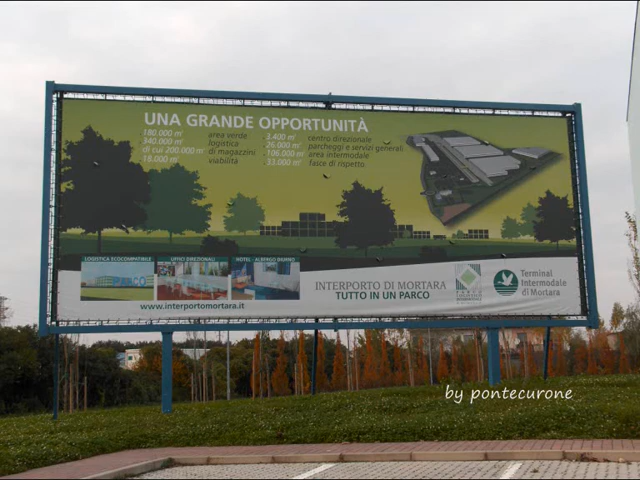 UNA GRANDE OPPORTUNITÀ
180.000 m² area verde
340.000 m² logistica
di cui 200.000 m² di magazzini
18.000 m² viabilità
3.400 m² centro direzionale
26.000 m² parcheggi e servizi generali
106.000 m² area intermodale
33.000 m² fasce di rispetto
LOGISTICA ECOCOMPATIBILE
UFFICI DIREZIONALI
HOTEL - ALBERGO DIURNO
www.interportomortara.it
INTERPORTO DI MORTARA
TUTTO IN UN PARCO
Terminal
Intermodale
di Mortara
by pontecurone